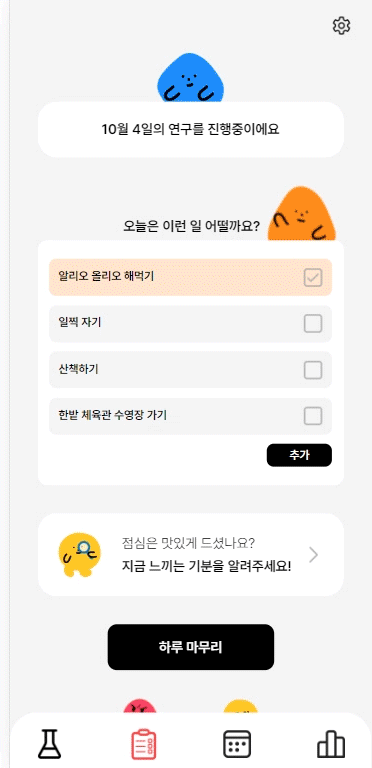 10월 4일의 연구를 진행중이에요
오늘은 이런 일 어떨까요?
알리오 올리오 해먹기
일찍 자기
산책하기
한밭 체육관 수영장 가기
추가
점심은 맛있게 드셨나요?
지금 느끼는 기분을 알려주세요!
하루 마무리